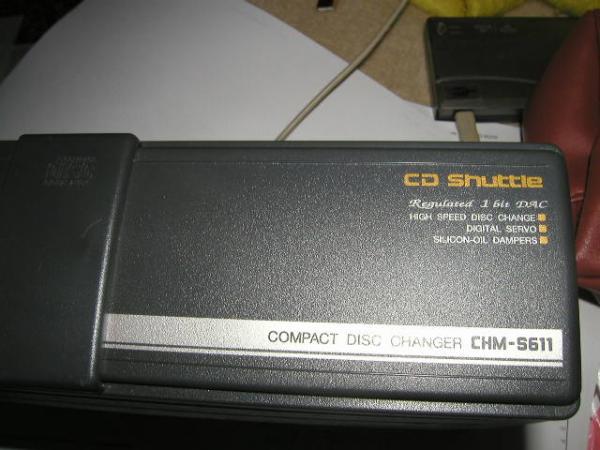 CD Shuttle
Regulated 1 bit DAC
HIGH SPEED DISC CHANGE
DIGITAL SERVO
SILICON-OIL DAMPERS
COMPACT DISC CHANGER CHM-S611